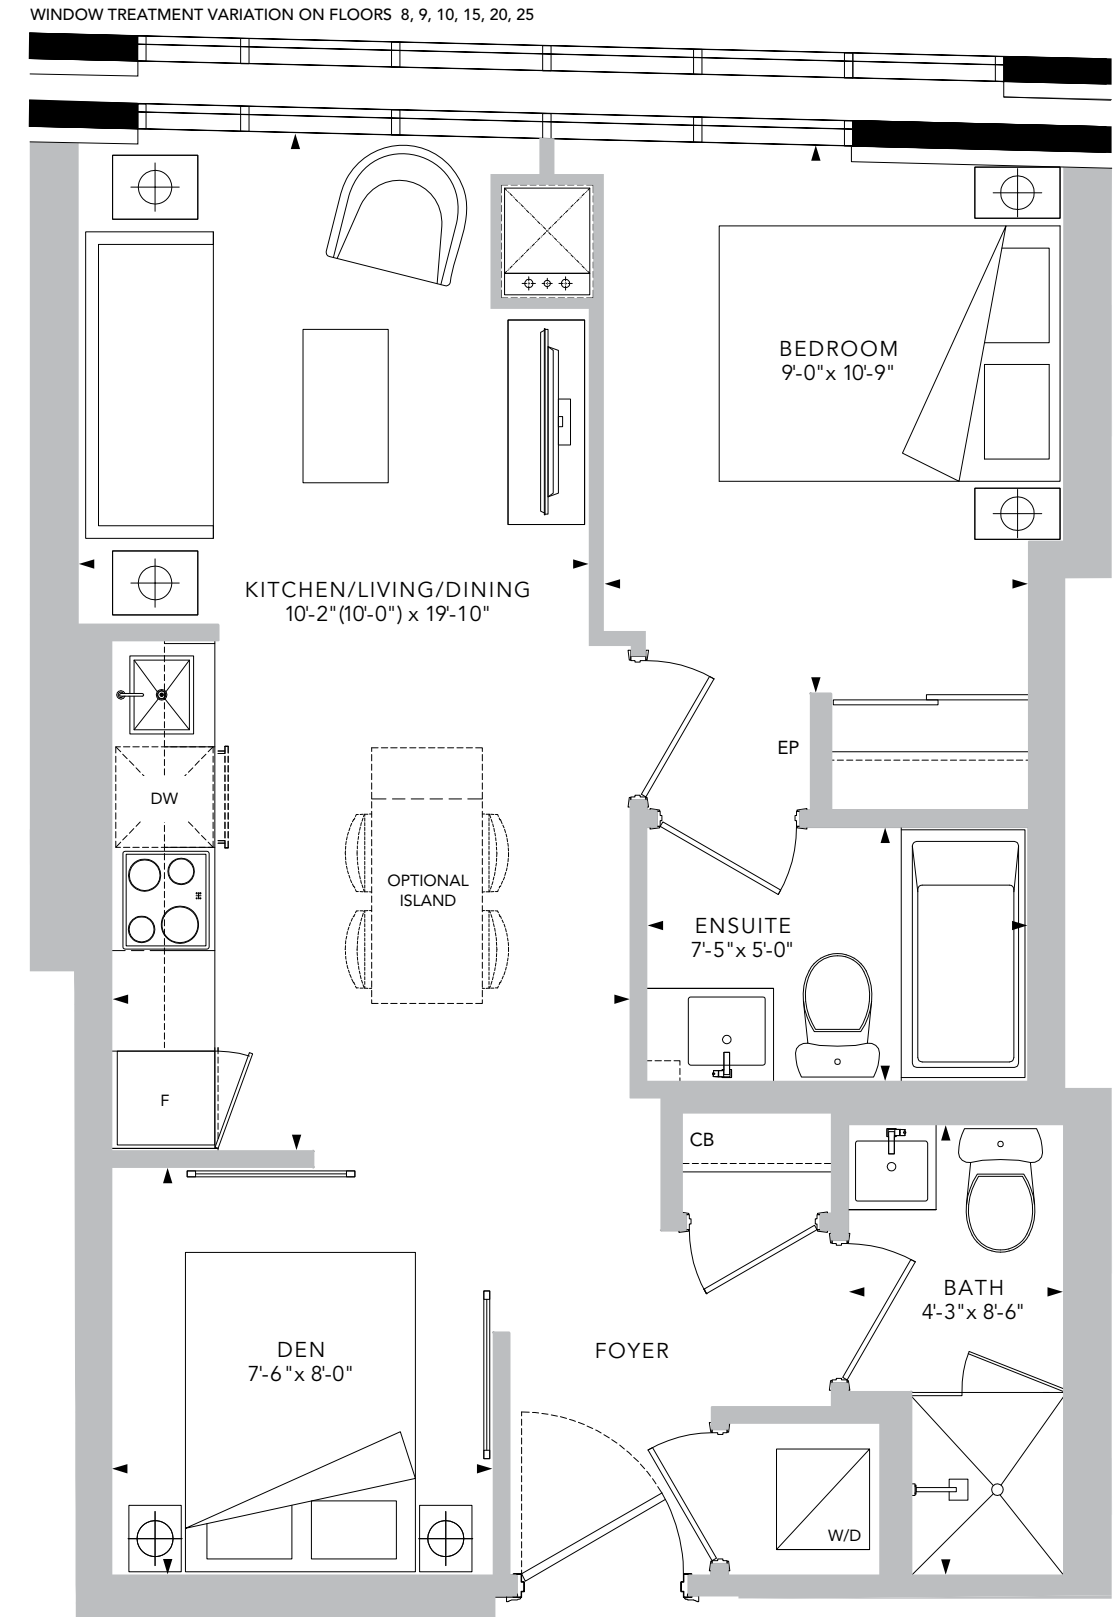 WINDOW TREATMENT VARIATION ON FLOORS 8, 9, 10, 15, 20, 25
BEDROOM
9'-0"x 10'-9"
KITCHEN/LIVING/DINING
10'-2"(10'-0") x 19'-10"
EP
DW
OPTIONAL
ISLAND
ENSUITE
7'-5"x 5'-0"
F
CB
BATH
4'-3"x 8'-6"
DEN
7'-6"x 8'-0"
FOYER
W/D